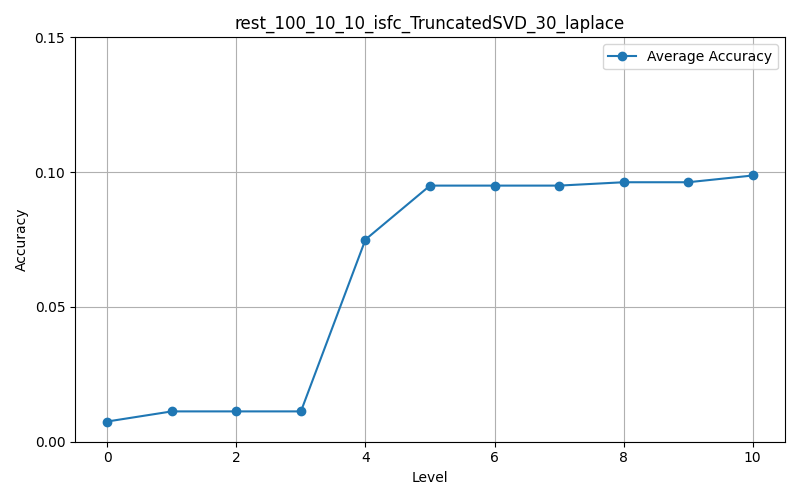 rest_100_10_10_isfc_TruncatedSVD_30_laplace
Average Accuracy
0.15
0.10
0.05
0.00
Accuracy
0 2 4 6 8 10
Level